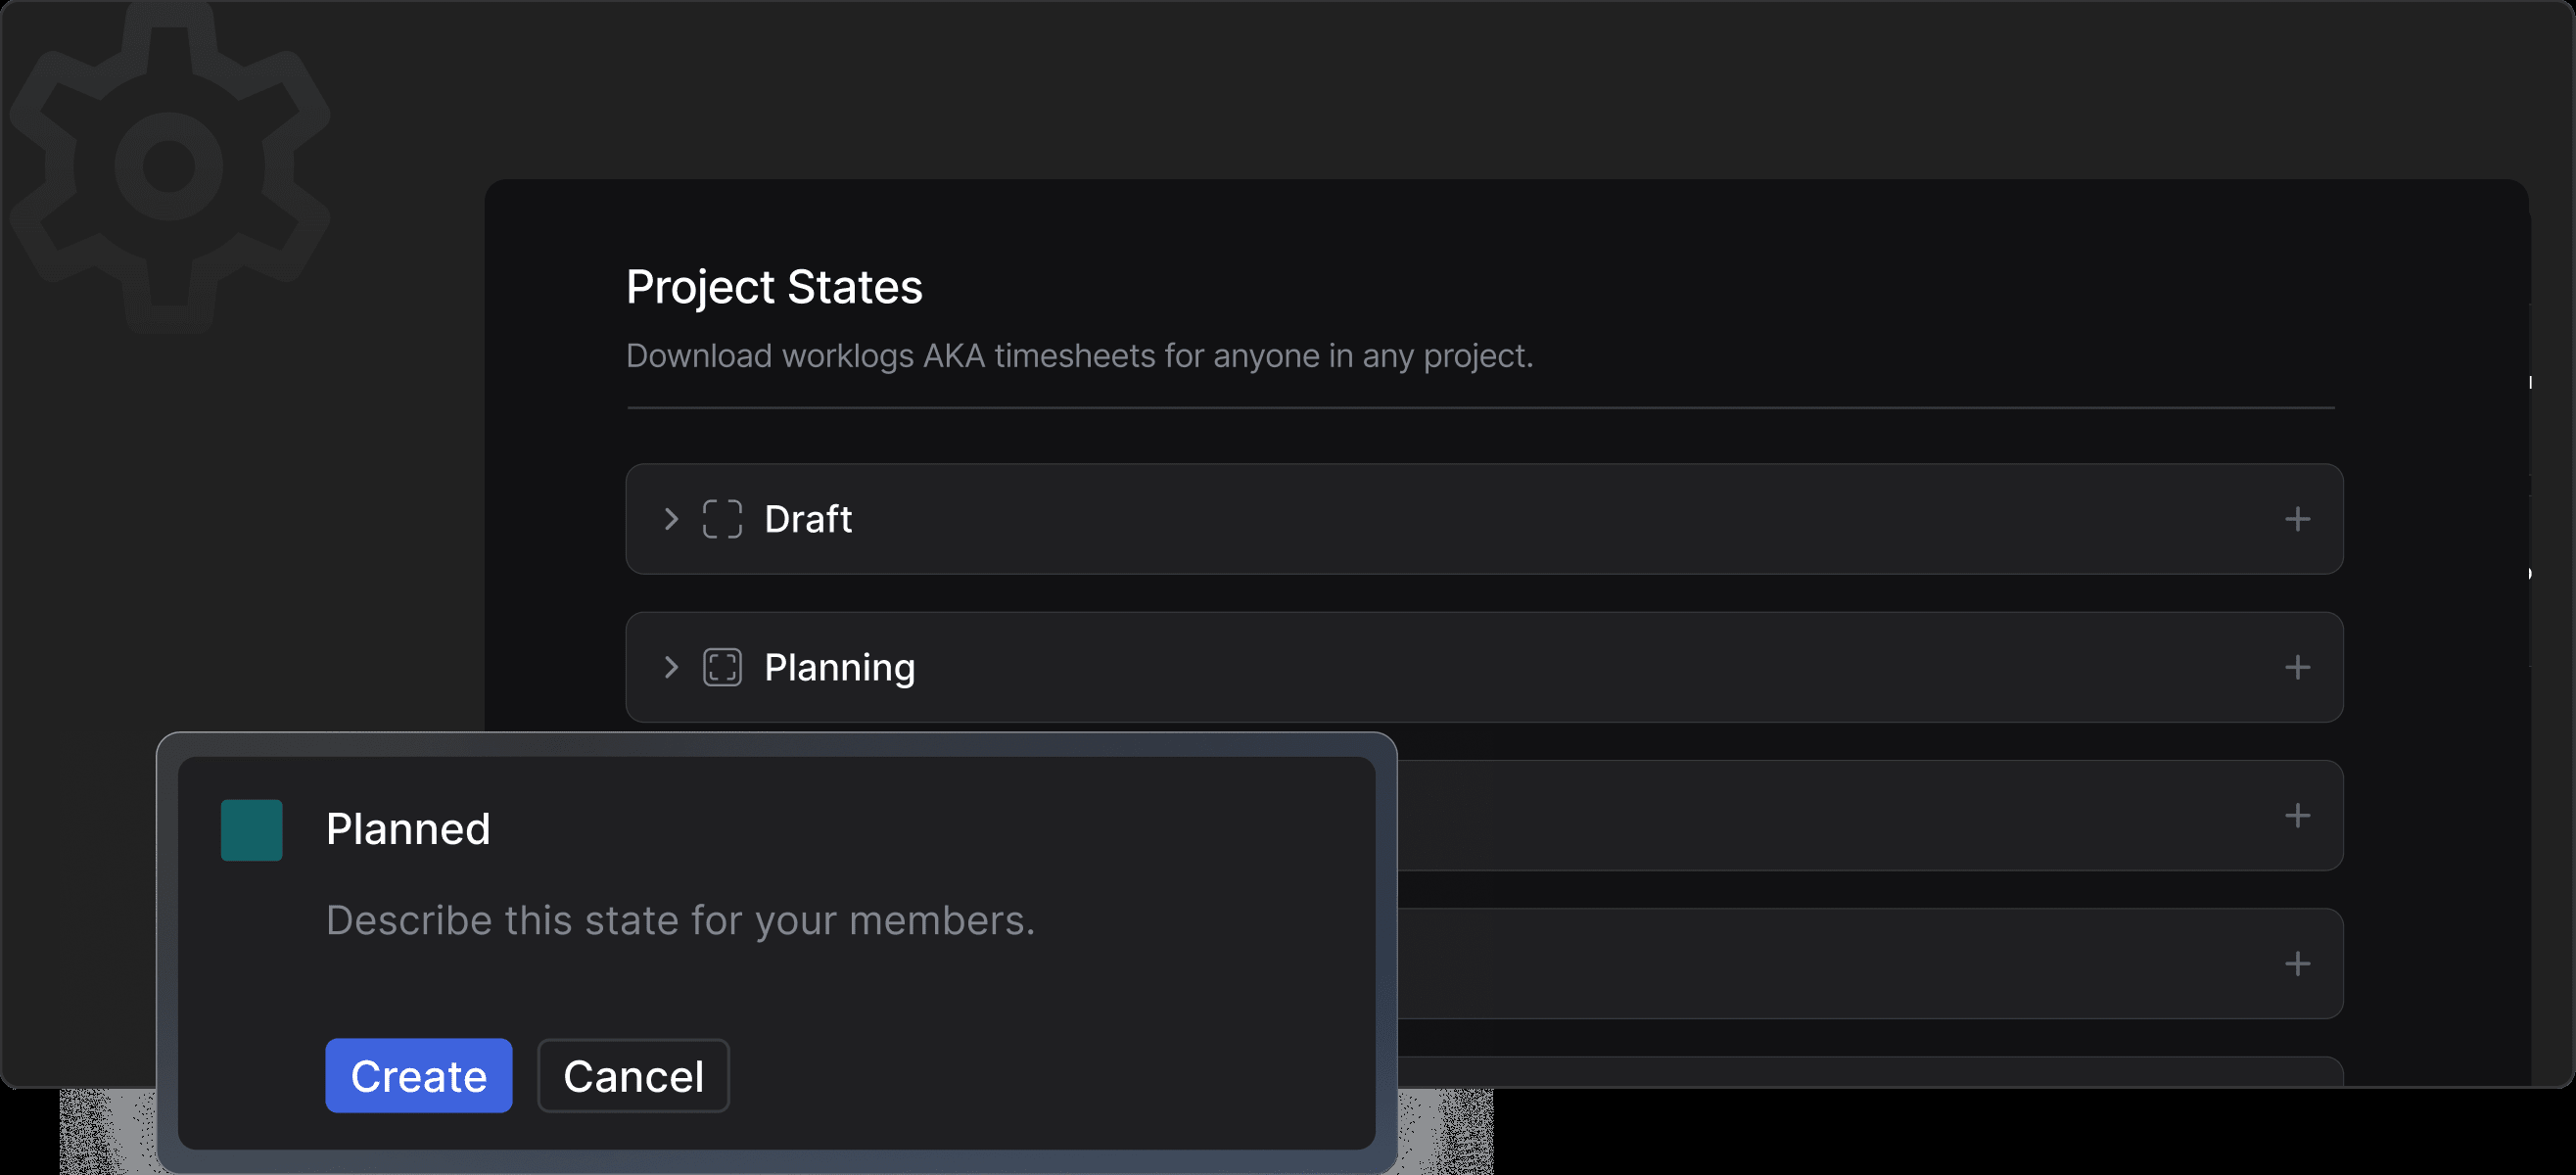 Project States
Download worklogs AKA timesheets for anyone in any project.
Draft
Planning
Planned
Describe this state for your members.
Create
Cancel